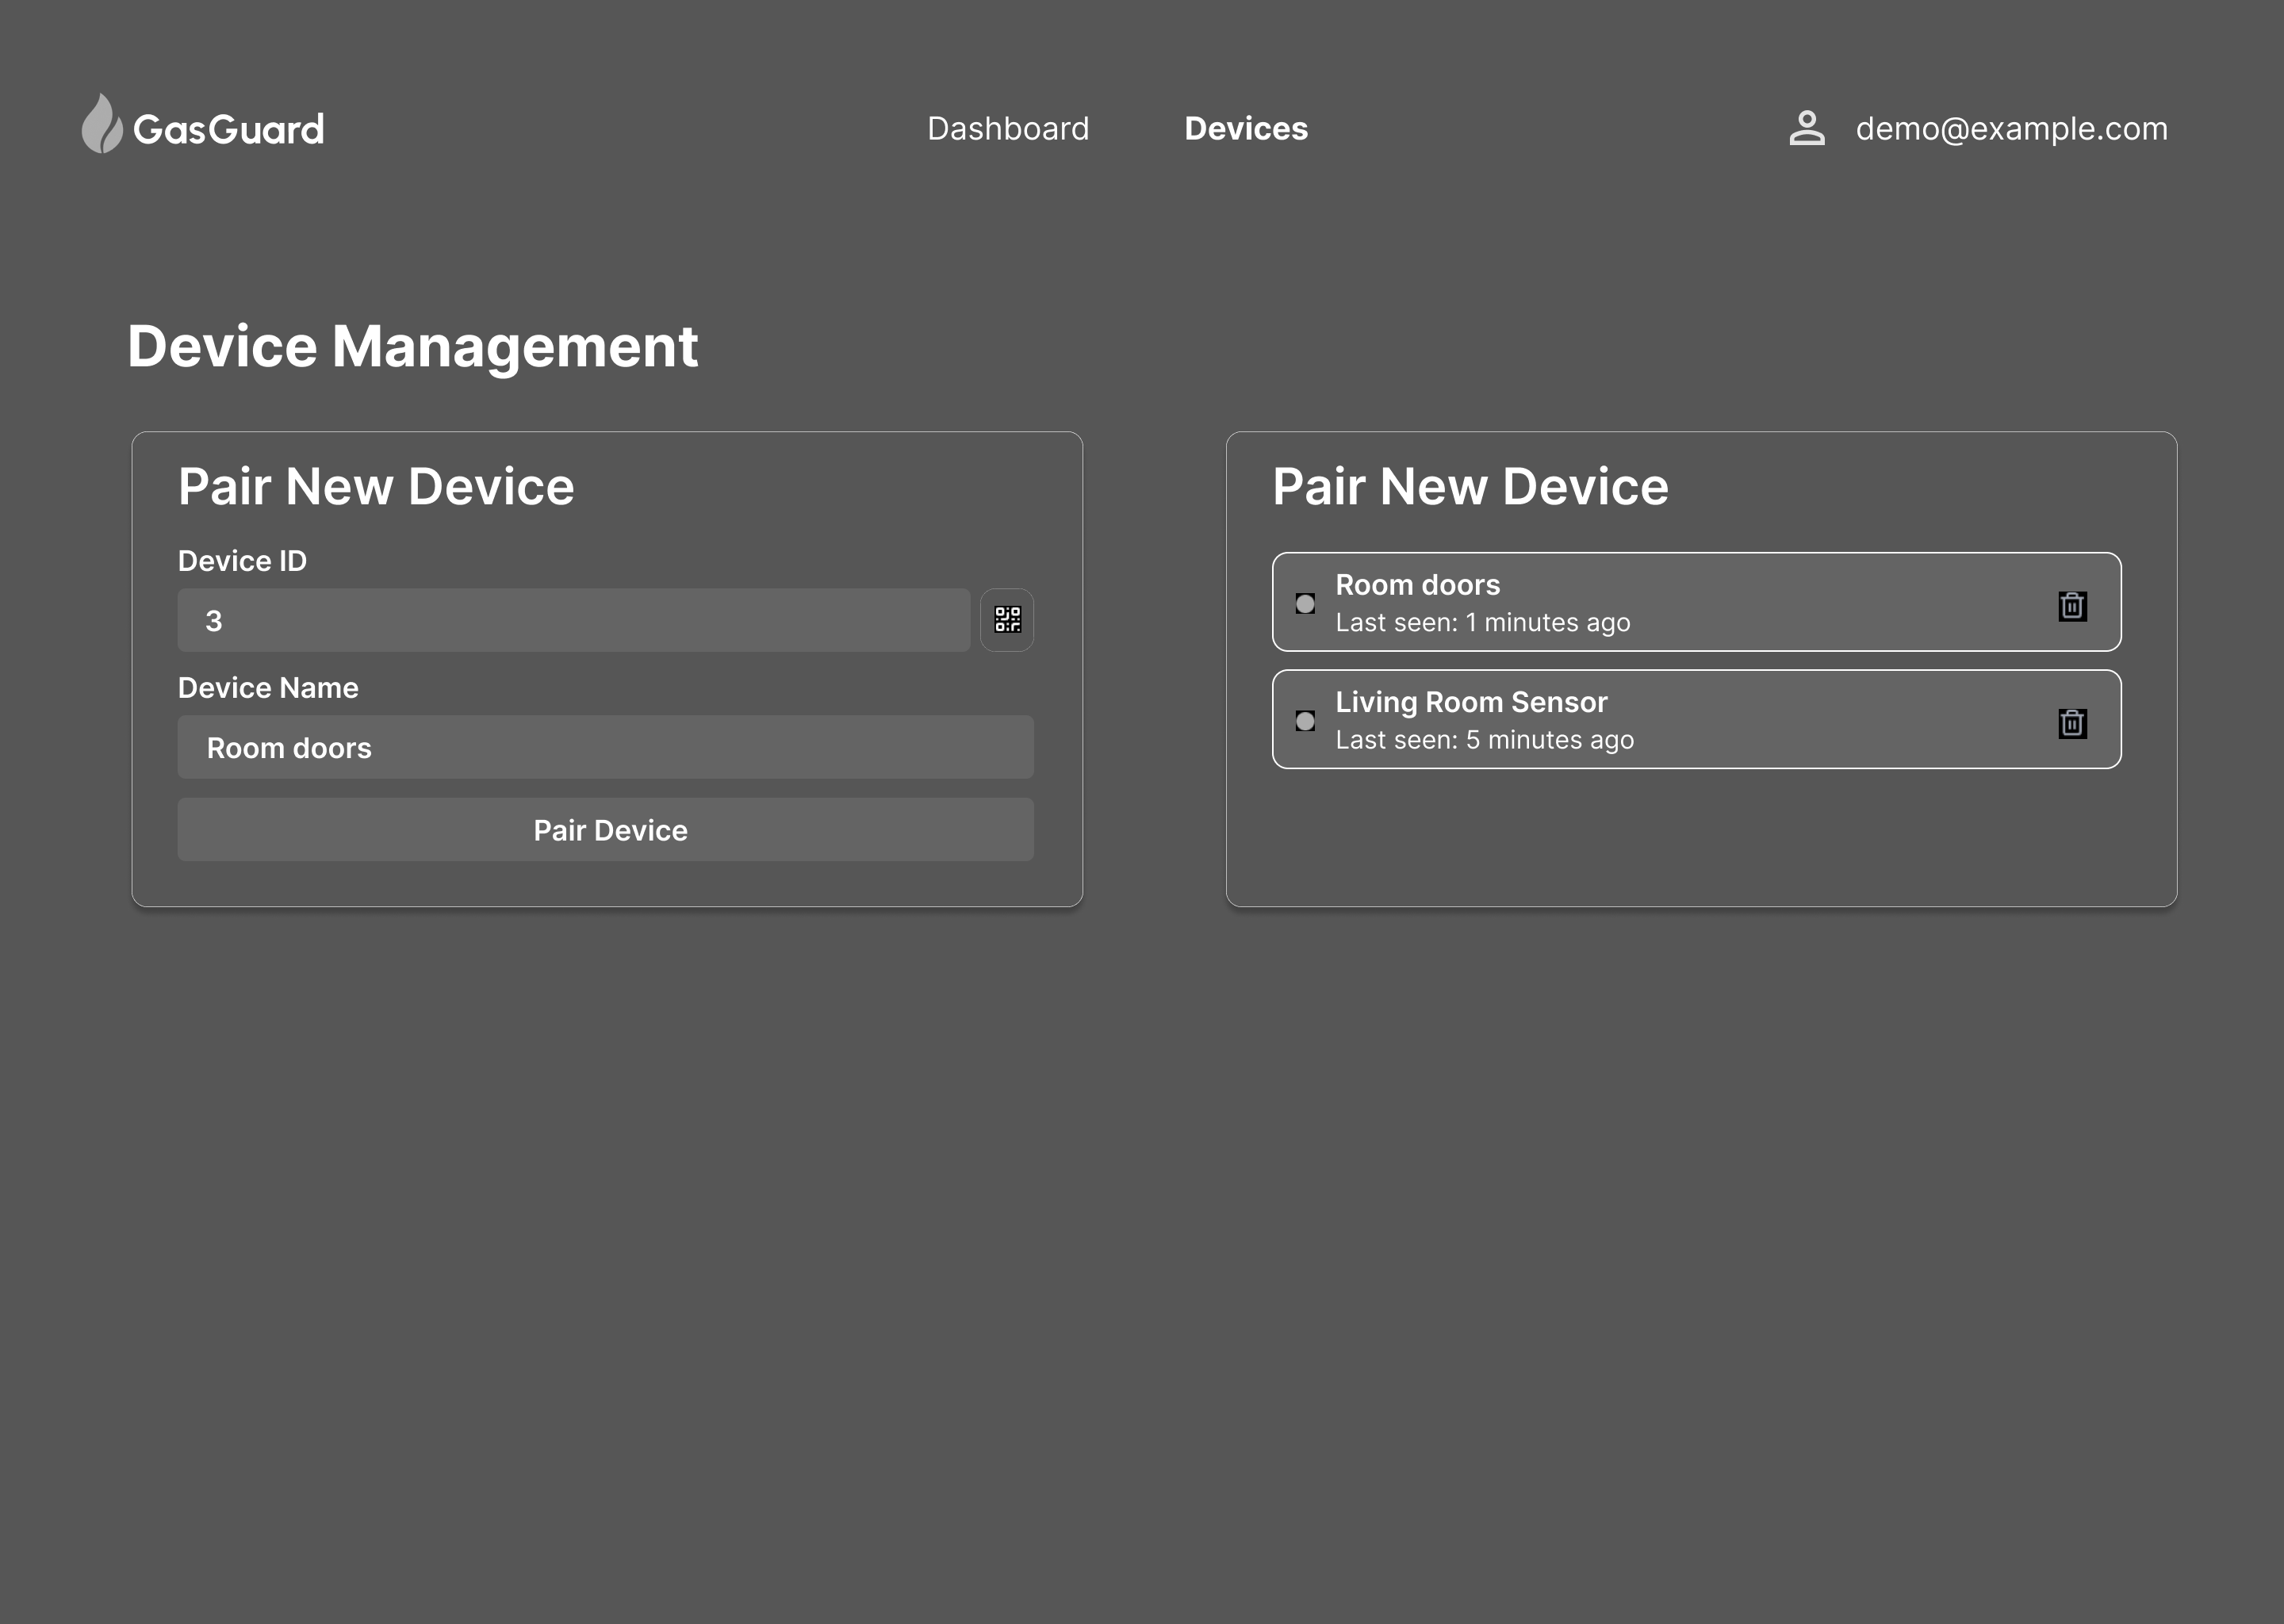 GasGuard
Dashboard
Devices
demo@example.com
Device Management
Pair New Device
Device ID
3
Device Name
Room doors
Pair Device
Pair New Device
Room doors
Last seen: 1 minutes ago
Living Room Sensor
Last seen: 5 minutes ago